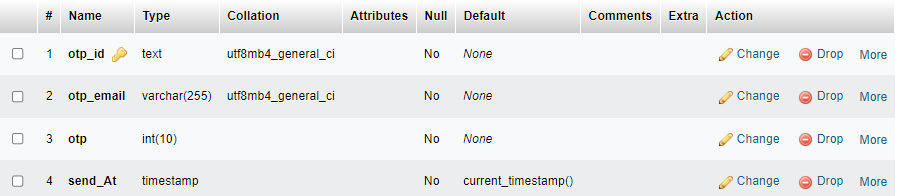 # Name Type Collation Attributes Null Default Comments Extra Action
1 otp_id text utf8mb4_general_ci No None Change Drop More
2 otp_email varchar(255) utf8mb4_general_ci No None Change Drop More
3 otp int(10) No None Change Drop More
4 send_At timestamp No current_timestamp() Change Drop More